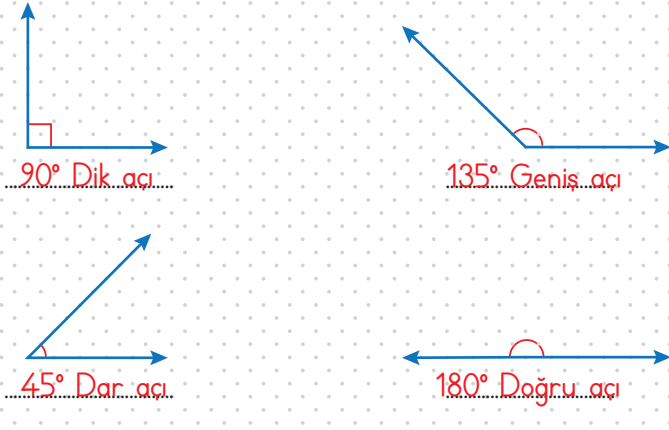 90° Dik açı
135° Geniş açı
45° Dar açı
180° Doğru açı